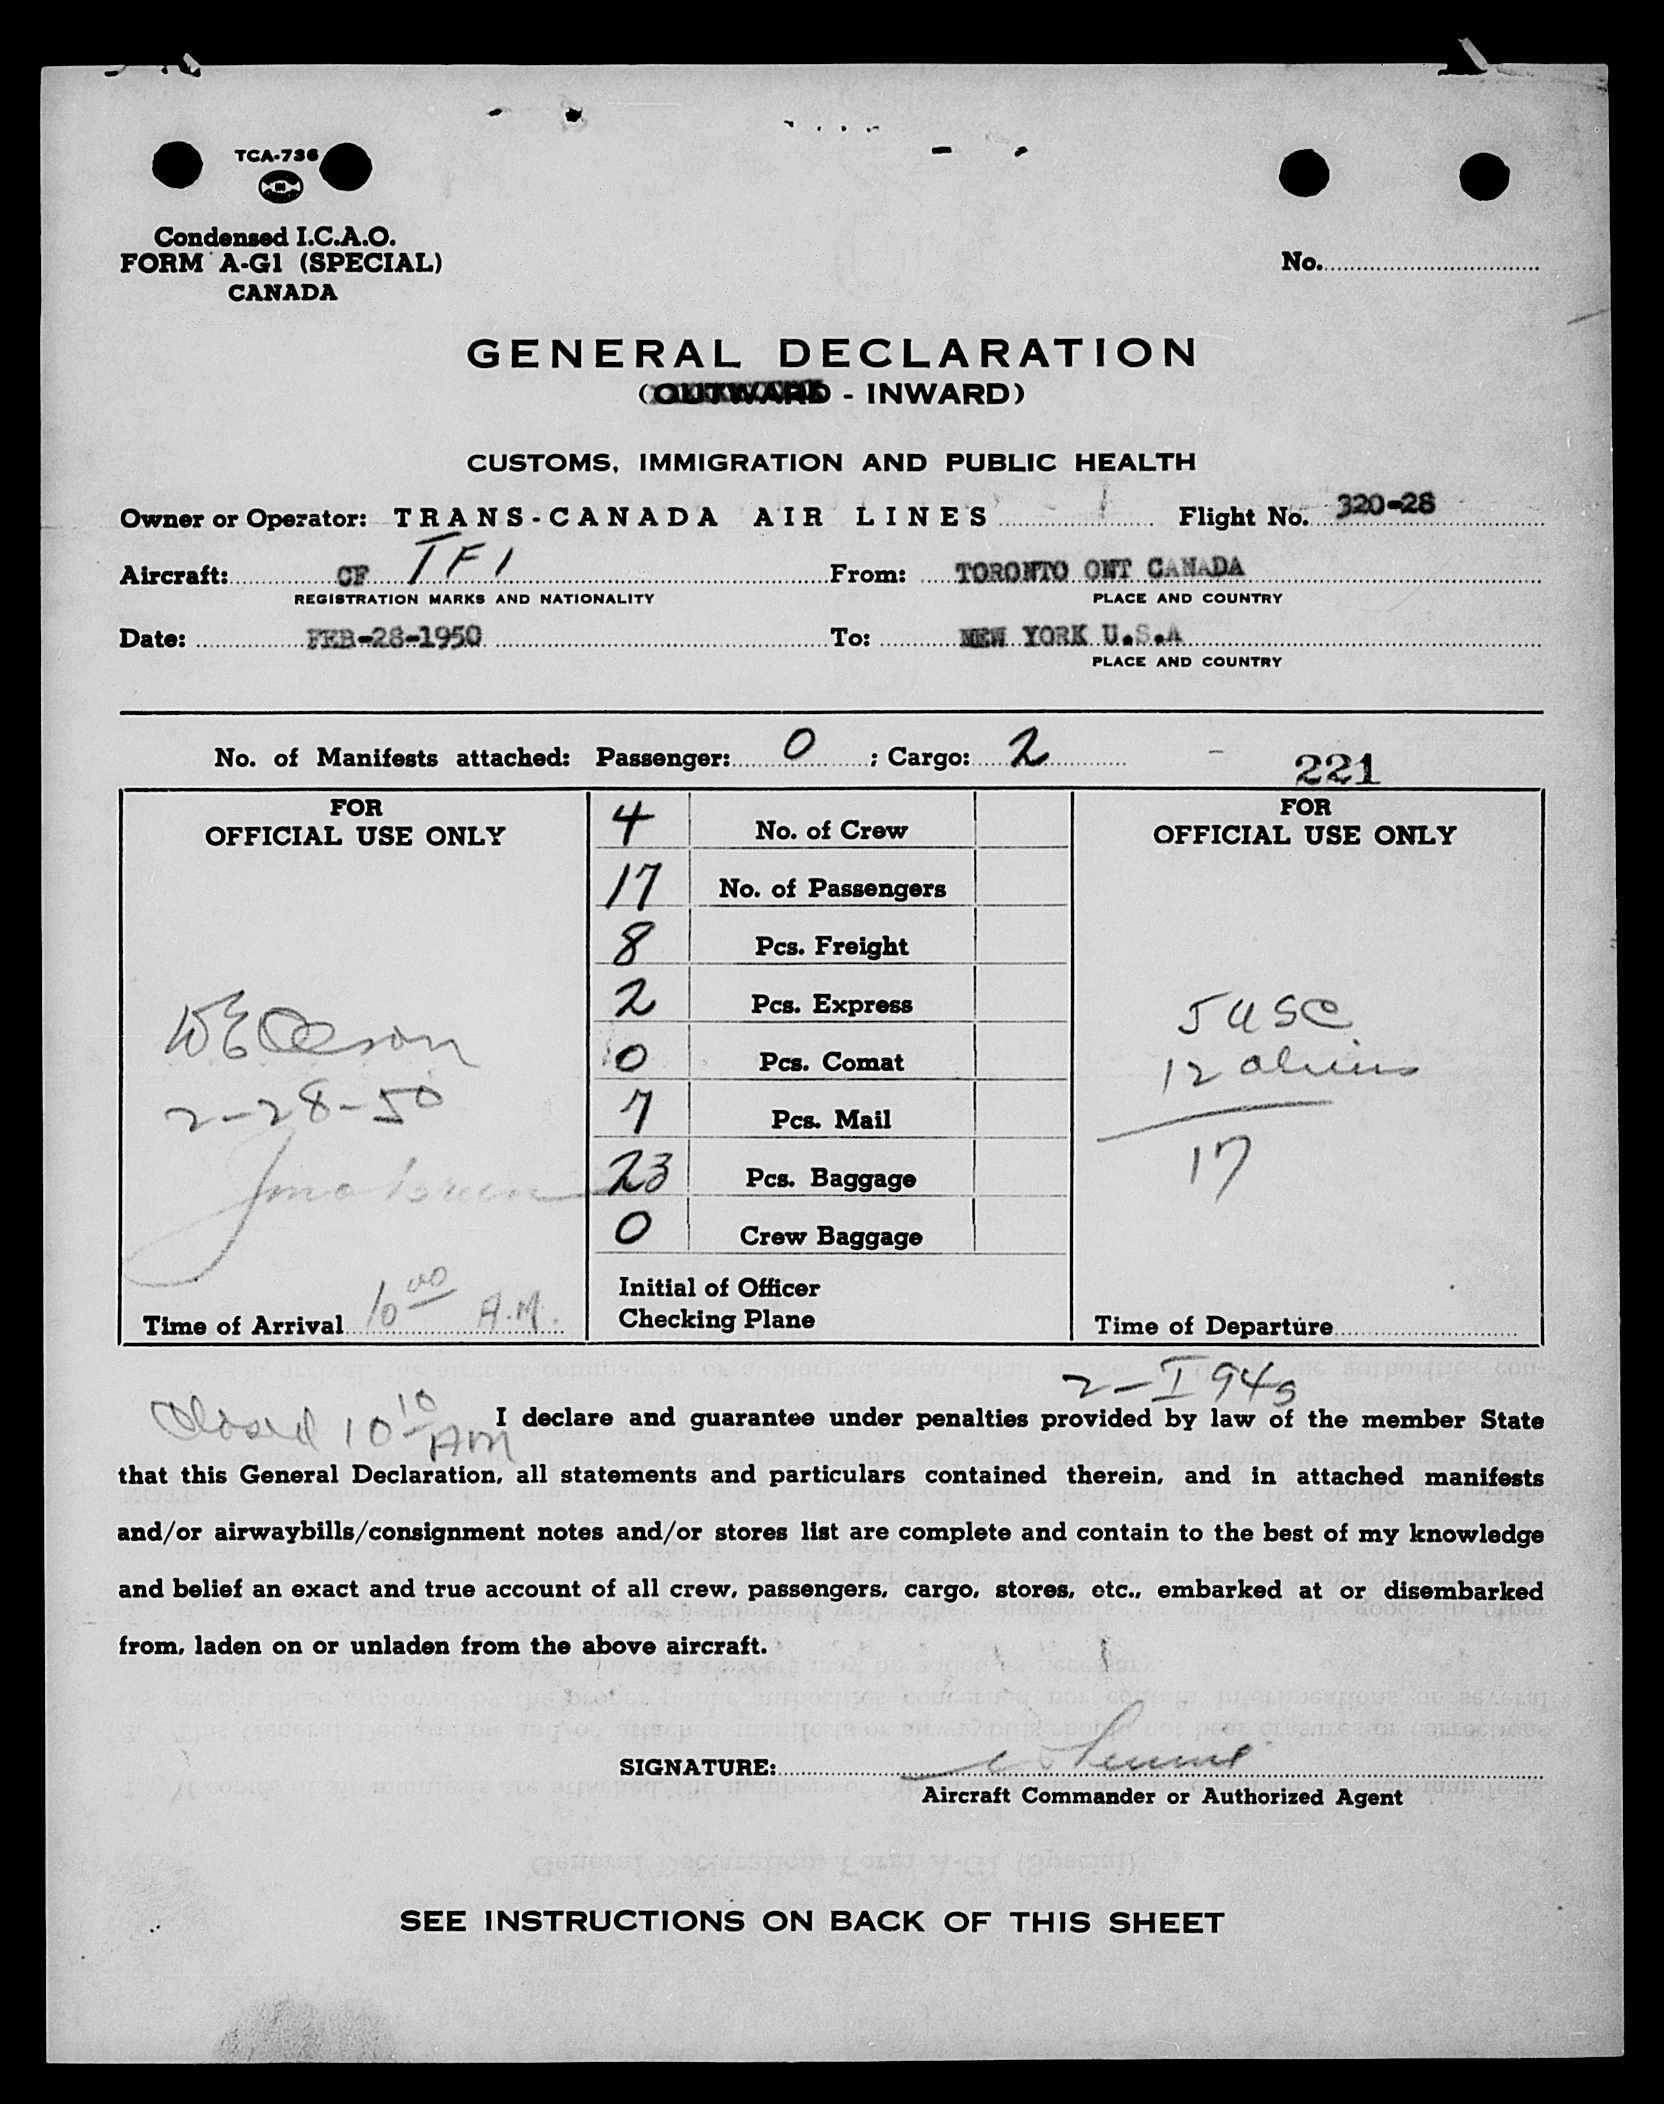 TCA-736
Condensed I.C.A.O.
FORM A-G1 (SPECIAL)
CANADA
No.
GENERAL DECLARATION
(OUTWARD - INWARD)
CUSTOMS, IMMIGRATION AND PUBLIC HEALTH
Owner or Operator: TRANS-CANADA AIR LINES Flight No. 320-28
Aircraft: CF TFI From: TORONTO ONT CANADA
REGISTRATION MARKS AND NATIONALITY PLACE AND COUNTRY
Date: FEB-28-1950 To: NEW YORK U.S.A
PLACE AND COUNTRY
No. of Manifests attached: Passenger: 0 ; Cargo: 2
221
FOR
OFFICIAL USE ONLY
2-28-50
Time of Arrival 10 00 A.M.
4 No. of Crew
17 No. of Passengers
8 Pcs. Freight
2 Pcs. Express
0 Pcs. Comat
7 Pcs. Mail
23 Pcs. Baggage
0 Crew Baggage
Initial of Officer
Checking Plane
FOR
OFFICIAL USE ONLY
5 USC
12 aliens
17
Time of Departure
2-I 94s
Closed 10 10 AM
I declare and guarantee under penalties provided by law of the member State
that this General Declaration, all statements and particulars contained therein, and in attached manifests
and/or airwaybills/consignment notes and/or stores list are complete and contain to the best of my knowledge
and belief an exact and true account of all crew, passengers, cargo, stores, etc., embarked at or disembarked
from, laden on or unladen from the above aircraft.
SIGNATURE:
Aircraft Commander or Authorized Agent
SEE INSTRUCTIONS ON BACK OF THIS SHEET